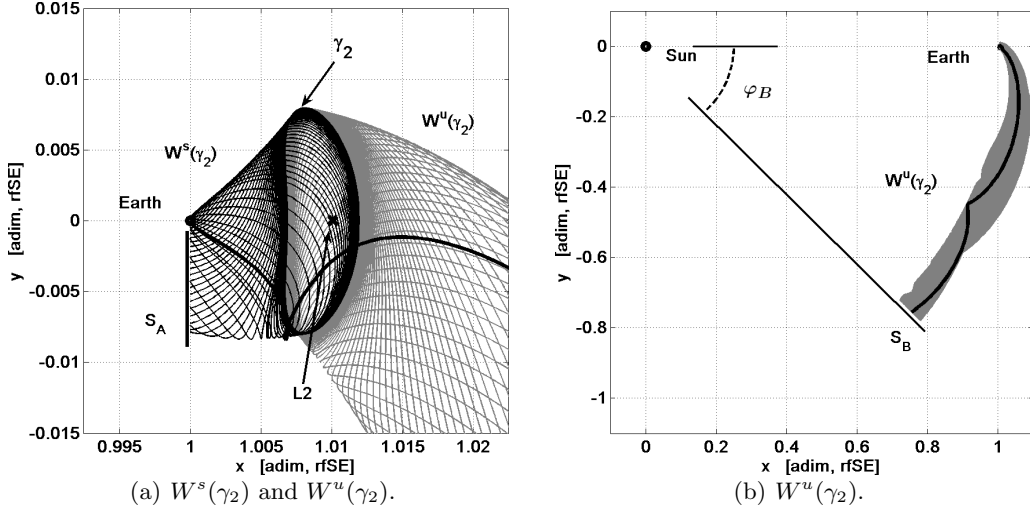 0.015
0.01
0.005
0
-0.005
-0.01
-0.015
0.995
1
1.005
1.01
1.015
1.02
x [adim, rfSE]
y [adim, rfSE]
γ₂
Wˢ(γ₂)
Wᵘ(γ₂)
Earth
S_A
L2
(a) Wˢ(γ₂) and Wᵘ(γ₂).
0
-0.2
-0.4
-0.6
-0.8
-1
0
0.2
0.4
0.6
0.8
1
x [adim, rfSE]
y [adim, rfSE]
Sun
Earth
φ_B
Wᵘ(γ₂)
S_B
(b) Wᵘ(γ₂).